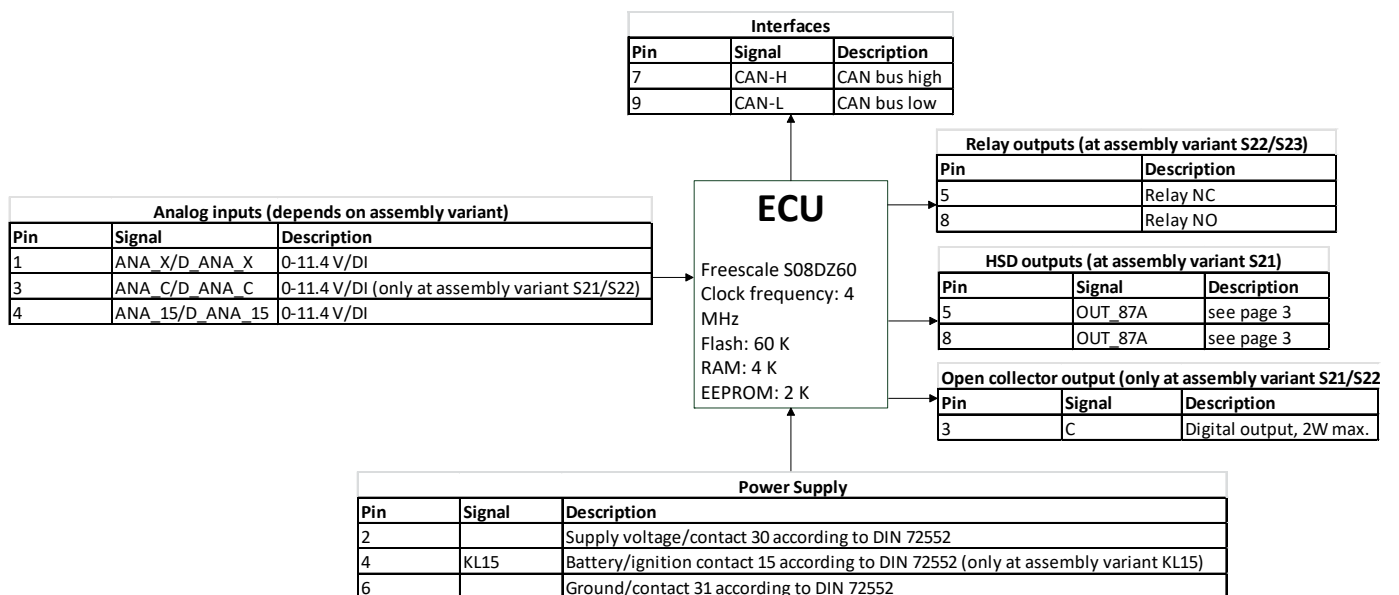 Interfaces
Pin Signal Description
7 CAN-H CAN bus high
9 CAN-L CAN bus low
Relay outputs (at assembly variant S22/S23)
Pin Description
5 Relay NC
8 Relay NO
Analog inputs (depends on assembly variant)
Pin Signal Description
1 ANA_X/D_ANA_X 0-11.4 V/DI
3 ANA_C/D_ANA_C 0-11.4 V/DI (only at assembly variant S21/S22)
4 ANA_15/D_ANA_15 0-11.4 V/DI
ECU
Freescale S08DZ60
Clock frequency: 4
MHz
Flash: 60 K
RAM: 4 K
EEPROM: 2 K
HSD outputs (at assembly variant S21)
Pin Signal Description
5 OUT_87A see page 3
8 OUT_87A see page 3
Open collector output (only at assembly variant S21/S22
Pin Signal Description
3 C Digital output, 2W max.
Power Supply
Pin Signal Description
2 Supply voltage/contact 30 according to DIN 72552
4 KL15 Battery/ignition contact 15 according to DIN 72552 (only at assembly variant KL15)
6 Ground/contact 31 according to DIN 72552